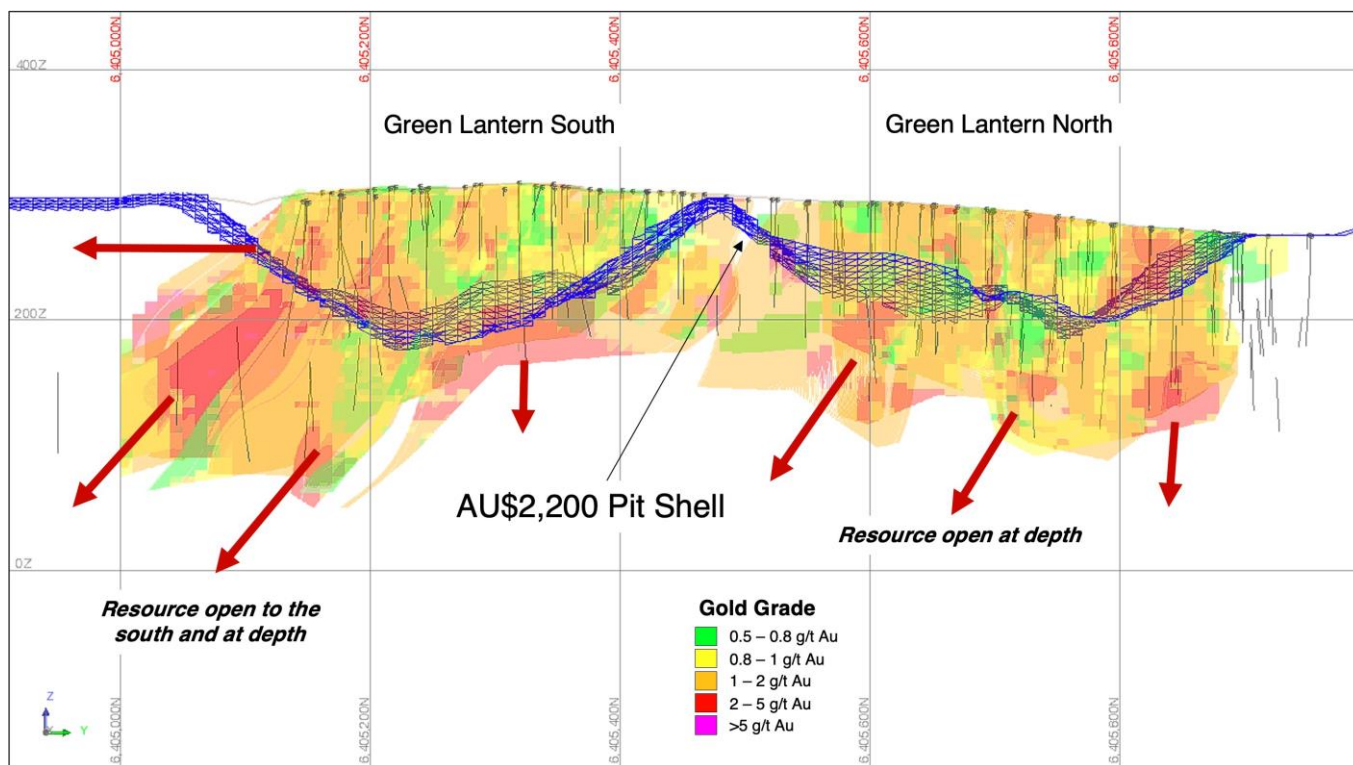 6,405,000N
6,405,200N
6,405,400N
6,405,600N
6,405,600N
400Z
Green Lantern South
Green Lantern North
200Z
AU$2,200 Pit Shell
Resource open at depth
0Z
Resource open to the
south and at depth
Gold Grade
0.5 – 0.8 g/t Au
0.8 – 1 g/t Au
1 – 2 g/t Au
2 – 5 g/t Au
>5 g/t Au
Z
X
Y
6,405,000N
6,405,200N
6,405,400N
6,405,600N
6,405,600N